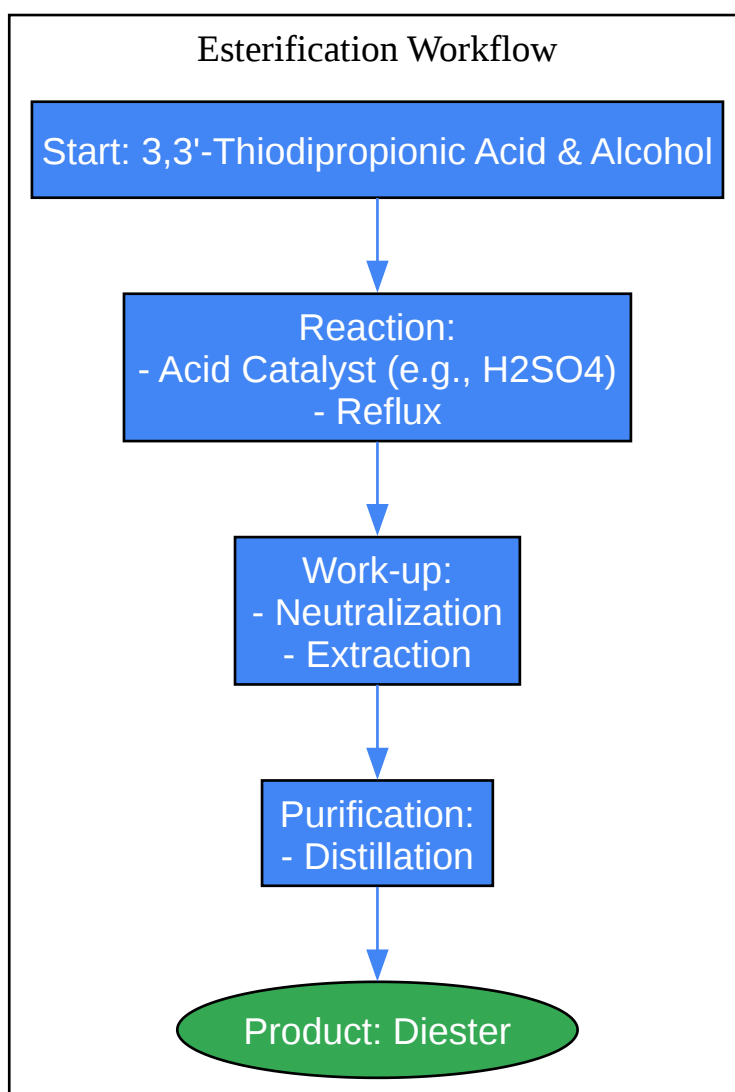 Esterification Workflow
Start: 3,3'-Thiodipropionic Acid & Alcohol
Reaction:
- Acid Catalyst (e.g., H2SO4)
- Reflux
Work-up:
- Neutralization
- Extraction
Purification:
- Distillation
Product: Diester